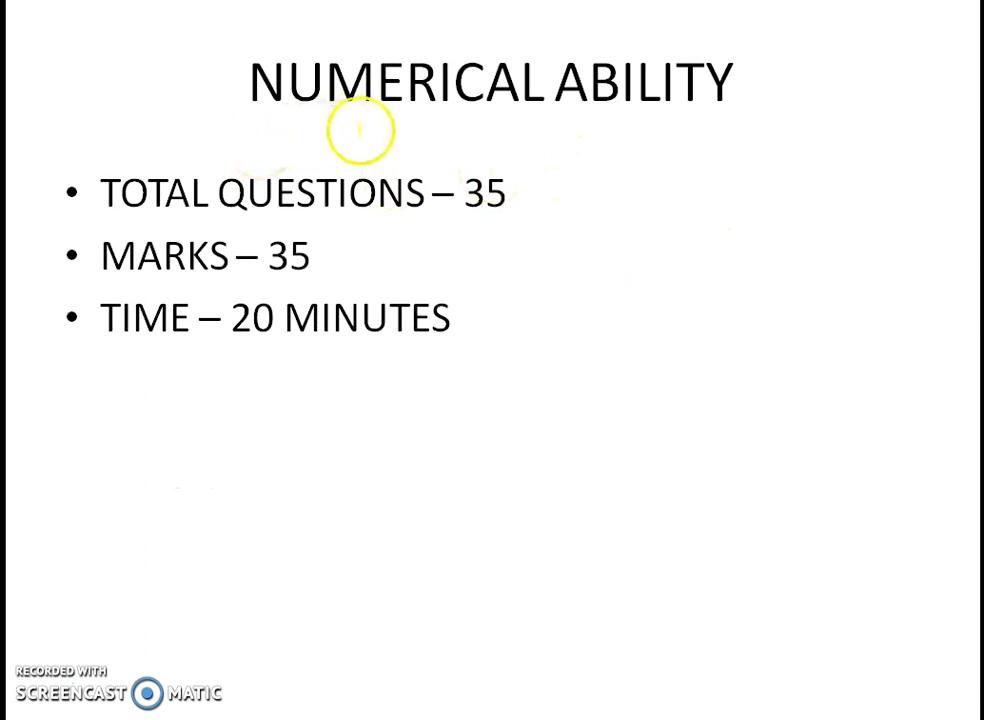 NUMERICAL ABILITY
• TOTAL QUESTIONS – 35
• MARKS – 35
• TIME – 20 MINUTES
RECORDED WITH
SCREENCAST MATIC